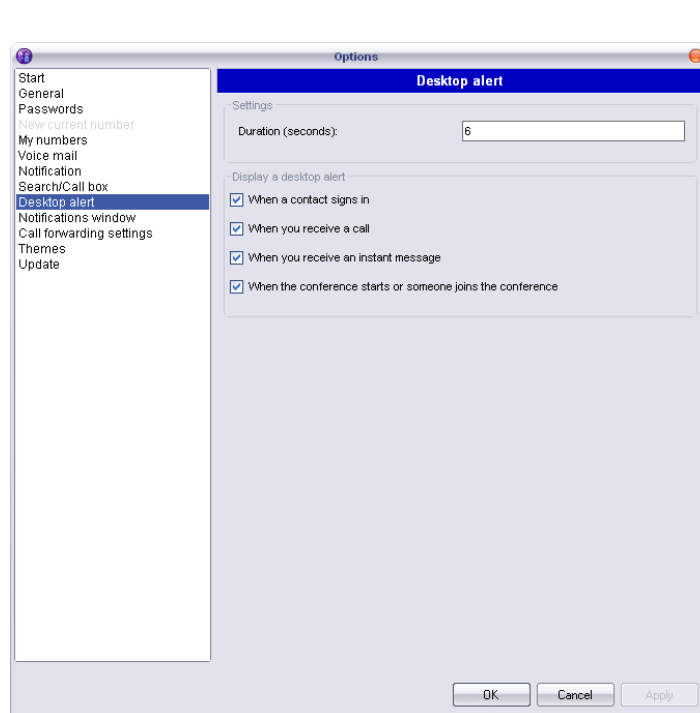 Options
Start
General
Passwords
New current number
My numbers
Voice mail
Notification
Search/Call box
Desktop alert
Notifications window
Call forwarding settings
Themes
Update
Desktop alert
Settings
Duration (seconds): 6
Display a desktop alert
When a contact signs in
When you receive a call
When you receive an instant message
When the conference starts or someone joins the conference
OK Cancel Apply